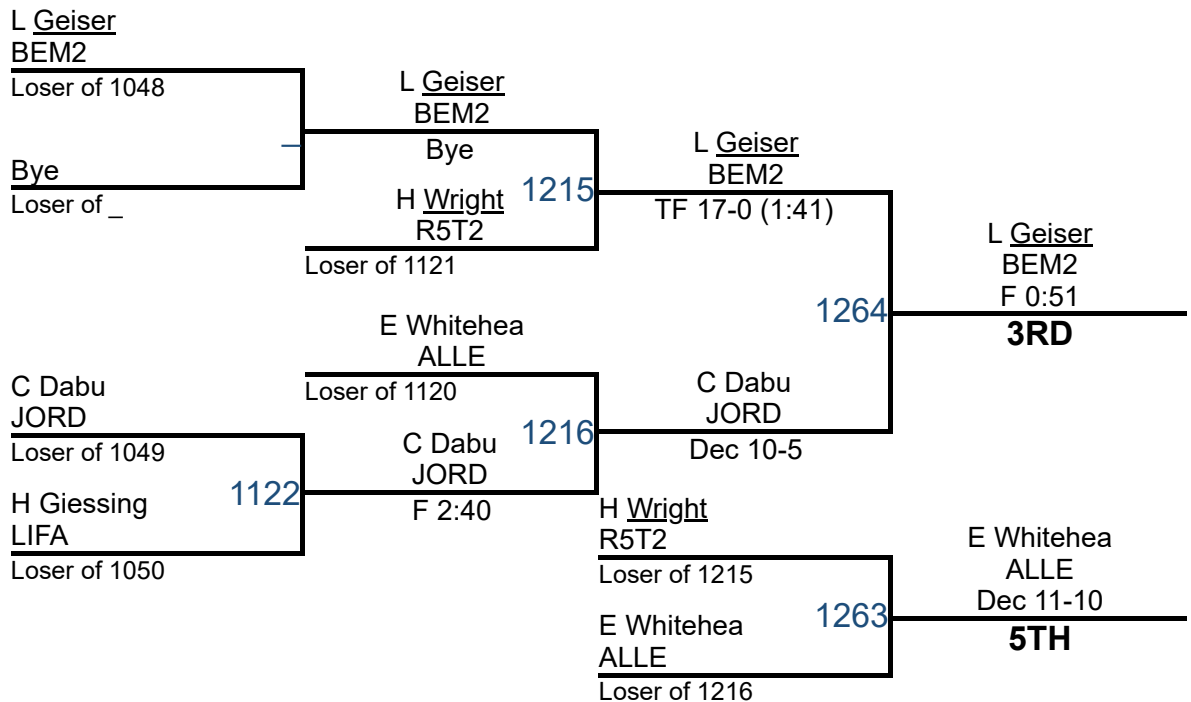 L Geiser
BEM2
Loser of 1048
_
Bye
Loser of _
L Geiser
BEM2
Bye
H Wright
R5T2
Loser of 1121
1215
L Geiser
BEM2
TF 17-0 (1:41)
E Whitehea
ALLE
Loser of 1120
C Dabu
JORD
Loser of 1049
H Giessing
LIFA
Loser of 1050
1122
C Dabu
JORD
F 2:40
1216
C Dabu
JORD
Dec 10-5
1264
L Geiser
BEM2
F 0:51
3RD
H Wright
R5T2
Loser of 1215
E Whitehea
ALLE
Loser of 1216
1263
E Whitehea
ALLE
Dec 11-10
5TH